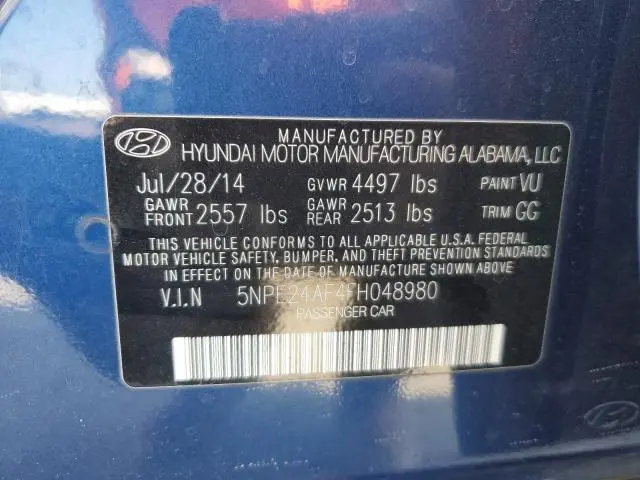 MANUFACTURED BY
HYUNDAI MOTOR MANUFACTURING ALABAMA, LLC
Jul/28/14 GVWR 4497 lbs PAINT VU
GAWR FRONT 2557 lbs GAWR REAR 2513 lbs TRIM GG
THIS VEHICLE CONFORMS TO ALL APPLICABLE U.S.A. FEDERAL
MOTOR VEHICLE SAFETY, BUMPER, AND THEFT PREVENTION STANDARDS
IN EFFECT ON THE DATE OF MANUFACTURE SHOWN ABOVE
V.I.N 5NPE24AF4FH048980
PASSENGER CAR